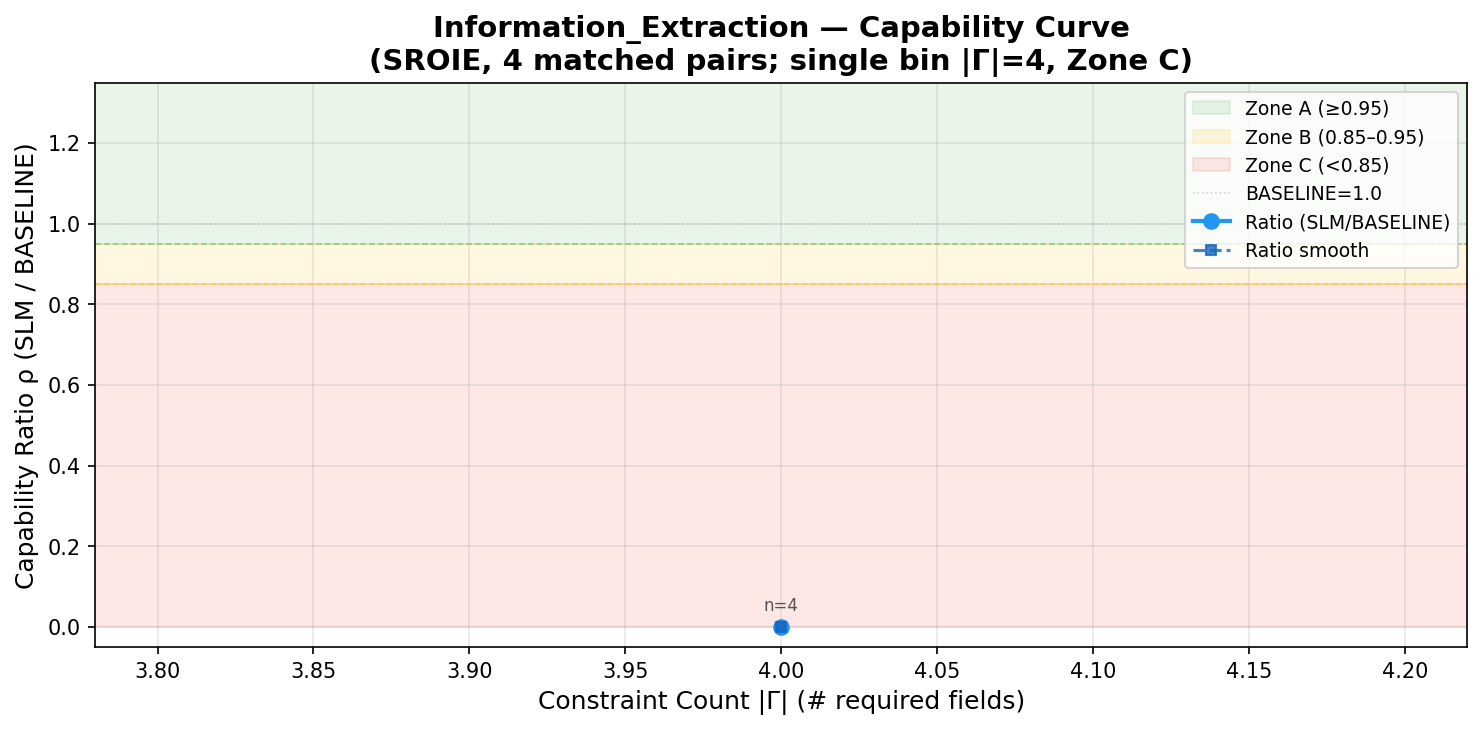 Information_Extraction — Capability Curve
(SROIE, 4 matched pairs; single bin |Γ|=4, Zone C)
Zone A (≥0.95)
Zone B (0.85–0.95)
Zone C (<0.85)
BASELINE=1.0
Ratio (SLM/BASELINE)
Ratio smooth
Capability Ratio ρ (SLM / BASELINE)
1.2
1.0
0.8
0.6
0.4
0.2
0.0
n=4
3.80 3.85 3.90 3.95 4.00 4.05 4.10 4.15 4.20
Constraint Count |Γ| (# required fields)